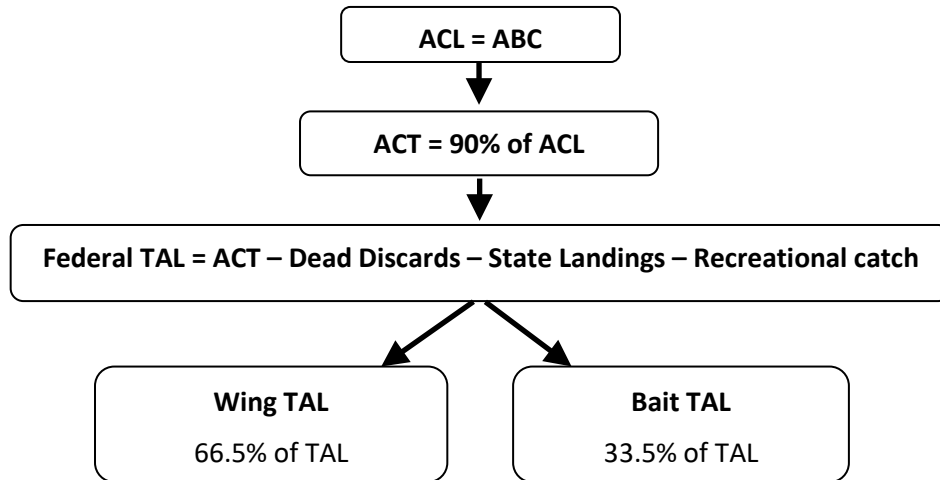 ACL = ABC
ACT = 90% of ACL
Federal TAL = ACT – Dead Discards – State Landings – Recreational catch
Wing TAL
66.5% of TAL
Bait TAL
33.5% of TAL